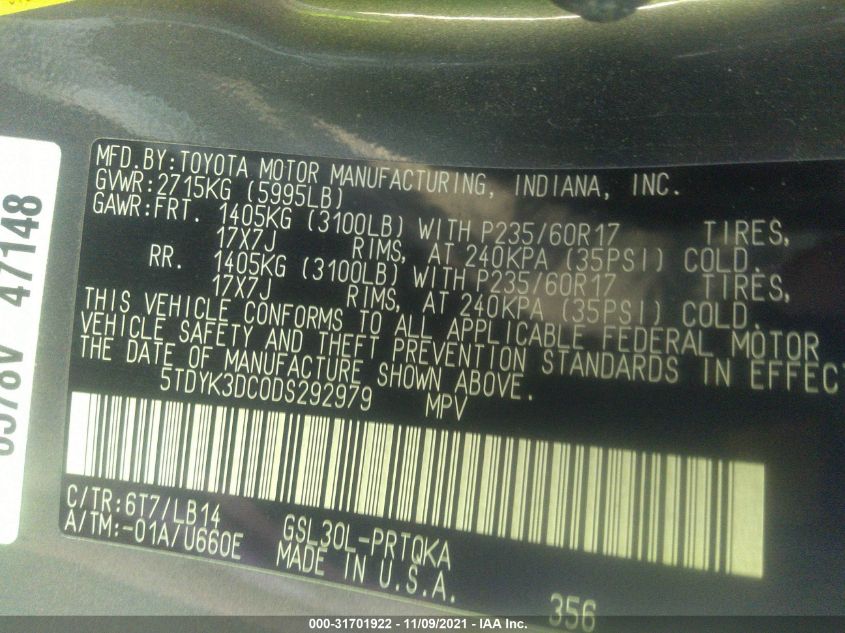 MFD.BY:TOYOTA MOTOR MANUFACTURING, INDIANA, INC.
GVWR:2715KG (5995LB)
GAWR:FRT. 1405KG (3100LB) WITH P235/60R17 TIRES,
17X7J RIMS, AT 240KPA (35PSI) COLD.
RR. 1405KG (3100LB) WITH P235/60R17 TIRES,
17X7J RIMS, AT 240KPA (35PSI) COLD.
THIS VEHICLE CONFORMS TO ALL APPLICABLE FEDERAL MOTOR
VEHICLE SAFETY AND THEFT PREVENTION STANDARDS IN EFFEC
THE DATE OF MANUFACTURE SHOWN ABOVE.
5TDYK3DC0DS292979 MPV
C/TR:6T7/LB14
A/TM:-01A/U660E
GSL30L-PRTQKA
MADE IN U.S.A.
356
47148
000-31701922 - 11/09/2021 - IAA Inc.